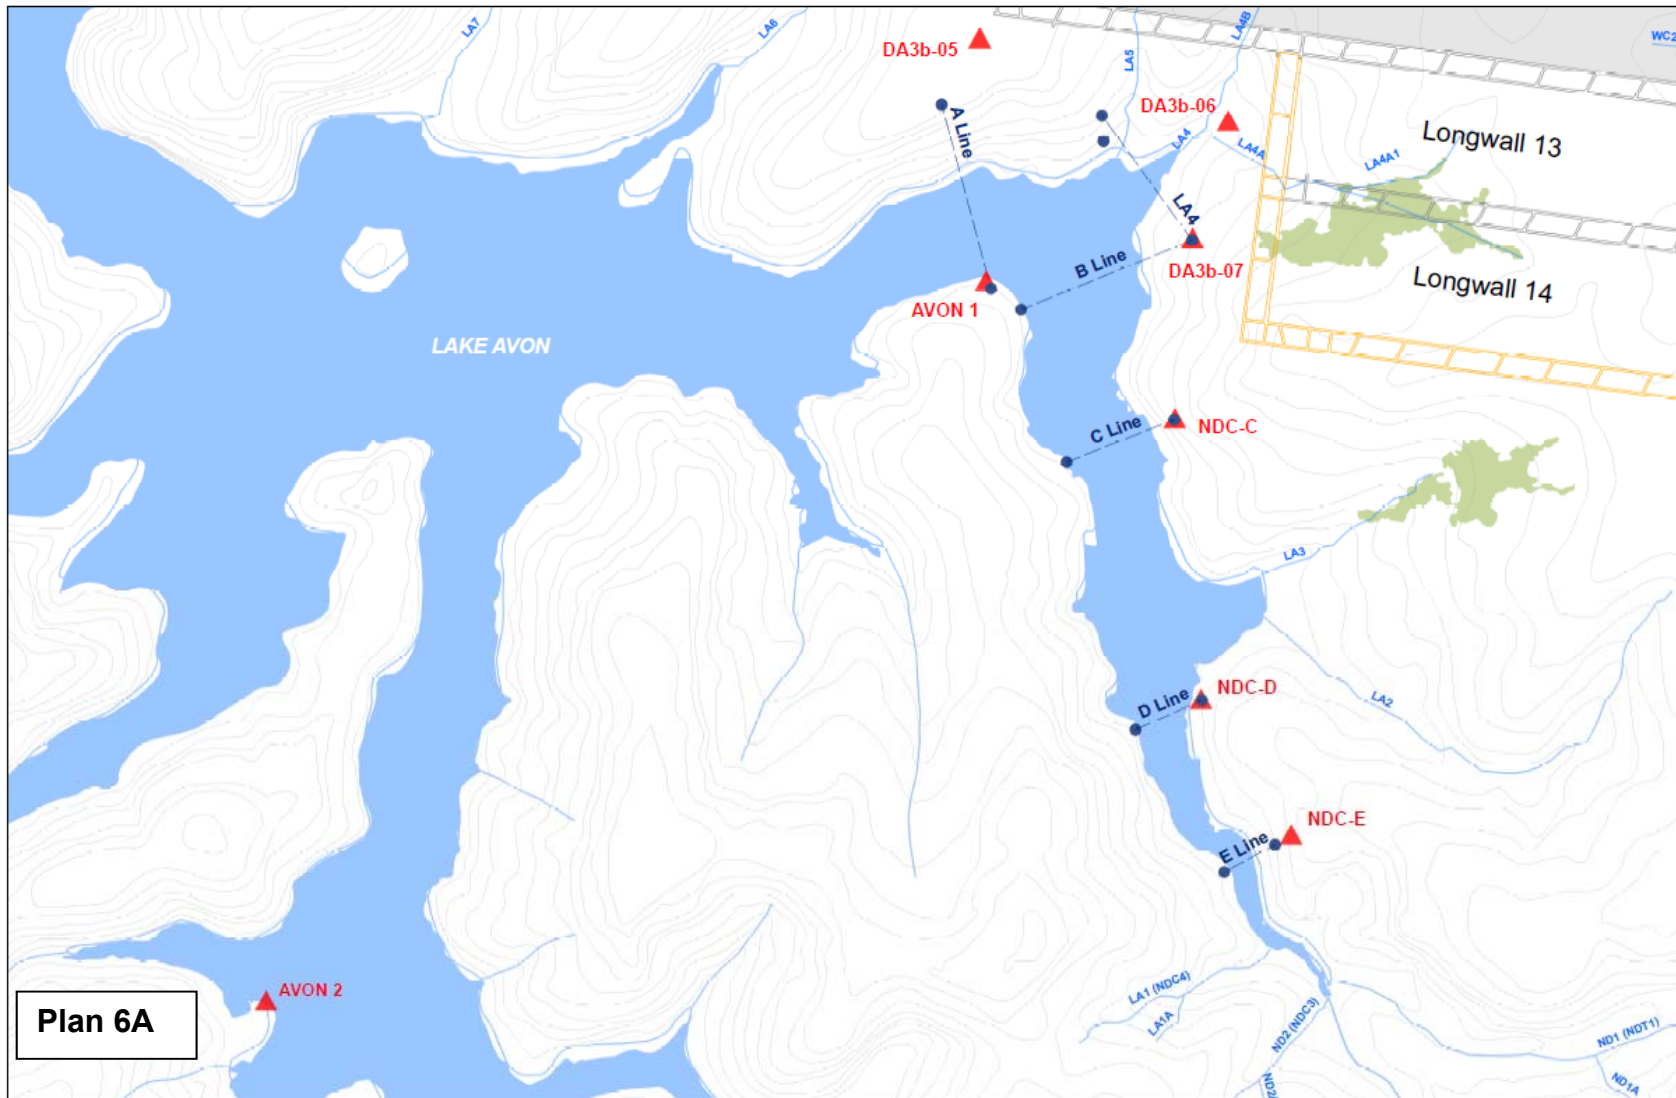 LA7
LA6
LA4B
WC2
DA3b-05
LA5
A Line
DA3b-06
LA4
LA4A
LA4A1
Longwall 13
LA4
B Line
DA3b-07
Longwall 14
AVON 1
LAKE AVON
C Line
NDC-C
LA3
NDC-D
D Line
LA2
NDC-E
E Line
AVON 2
LA1 (NDC4)
LA1A
ND2 (NDC3)
ND1 (NDT1)
ND1A
ND2/
Plan 6A